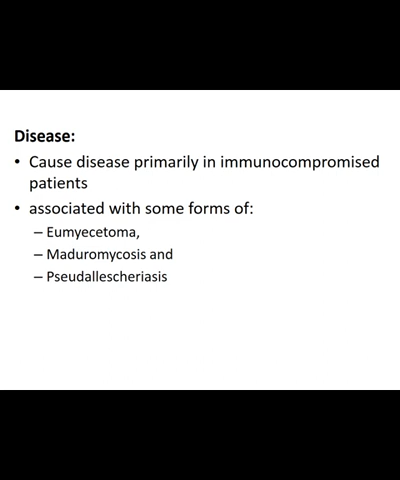 Disease:
• Cause disease primarily in immunocompromised
patients
• associated with some forms of:
– Eumyecetoma,
– Maduromycosis and
– Pseudallescheriasis